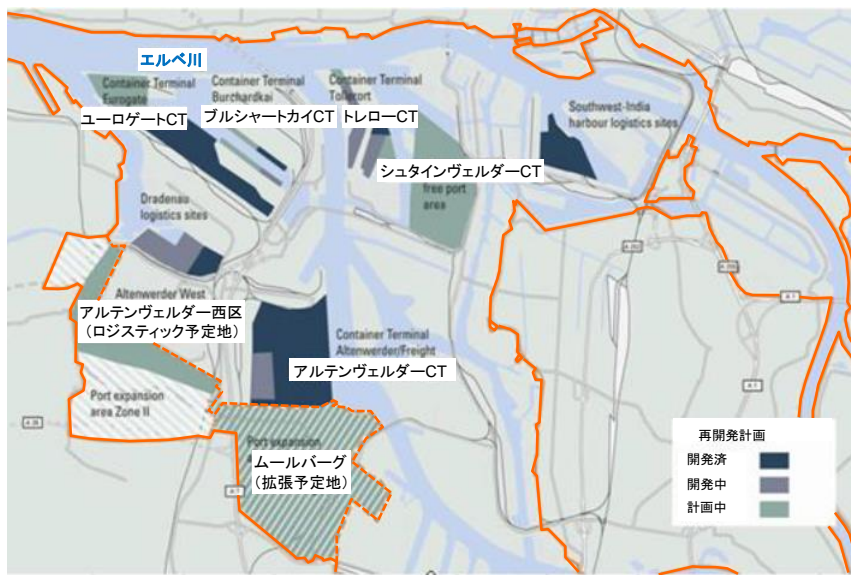 エルベ川
Container Terminal
Eurogate
ユーロゲートCT
Container Terminal
Burchardkai
ブルシャートカイCT
Container Terminal
Tollerort
トレローCT
Southwest-India
harbour logistics sites
シュタインヴェルダーCT
free port
area
Dradenau
logistics sites
A 252
A 255
A 1
Altenwerder West
アルテンヴェルダー西区
（ロジスティック予定地）
Container Terminal
Altenwerder/Freight
アルテンヴェルダーCT
A 1
Port expansion
area Zone II
Port expansion
ムールバーグ
（拡張予定地）
A 7
再開発計画
開発済
開発中
計画中